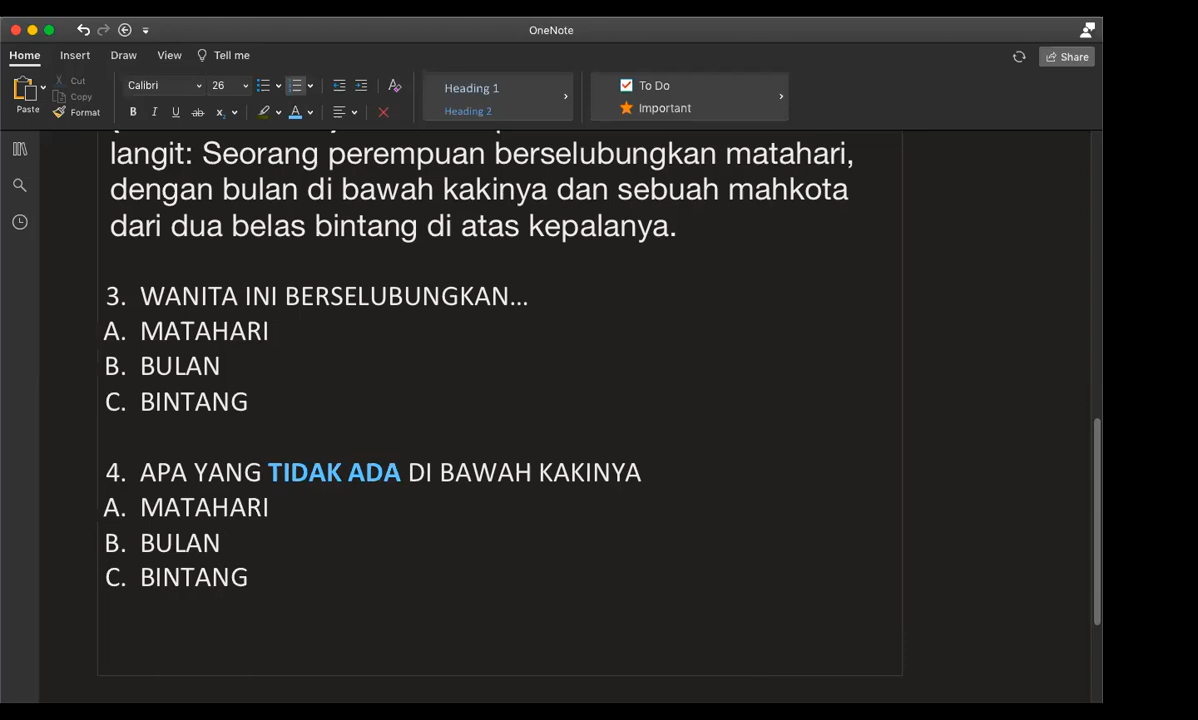 OneNote
Home Insert Draw View Tell me
Share
Paste
Cut
Copy
Format
Calibri 26
B I U ab x₂ A
Heading 1
Heading 2
To Do
Important
langit: Seorang perempuan berselubungkan matahari,
dengan bulan di bawah kakinya dan sebuah mahkota
dari dua belas bintang di atas kepalanya.
3. WANITA INI BERSELUBUNGKAN...
A. MATAHARI
B. BULAN
C. BINTANG
4. APA YANG TIDAK ADA DI BAWAH KAKINYA
A. MATAHARI
B. BULAN
C. BINTANG